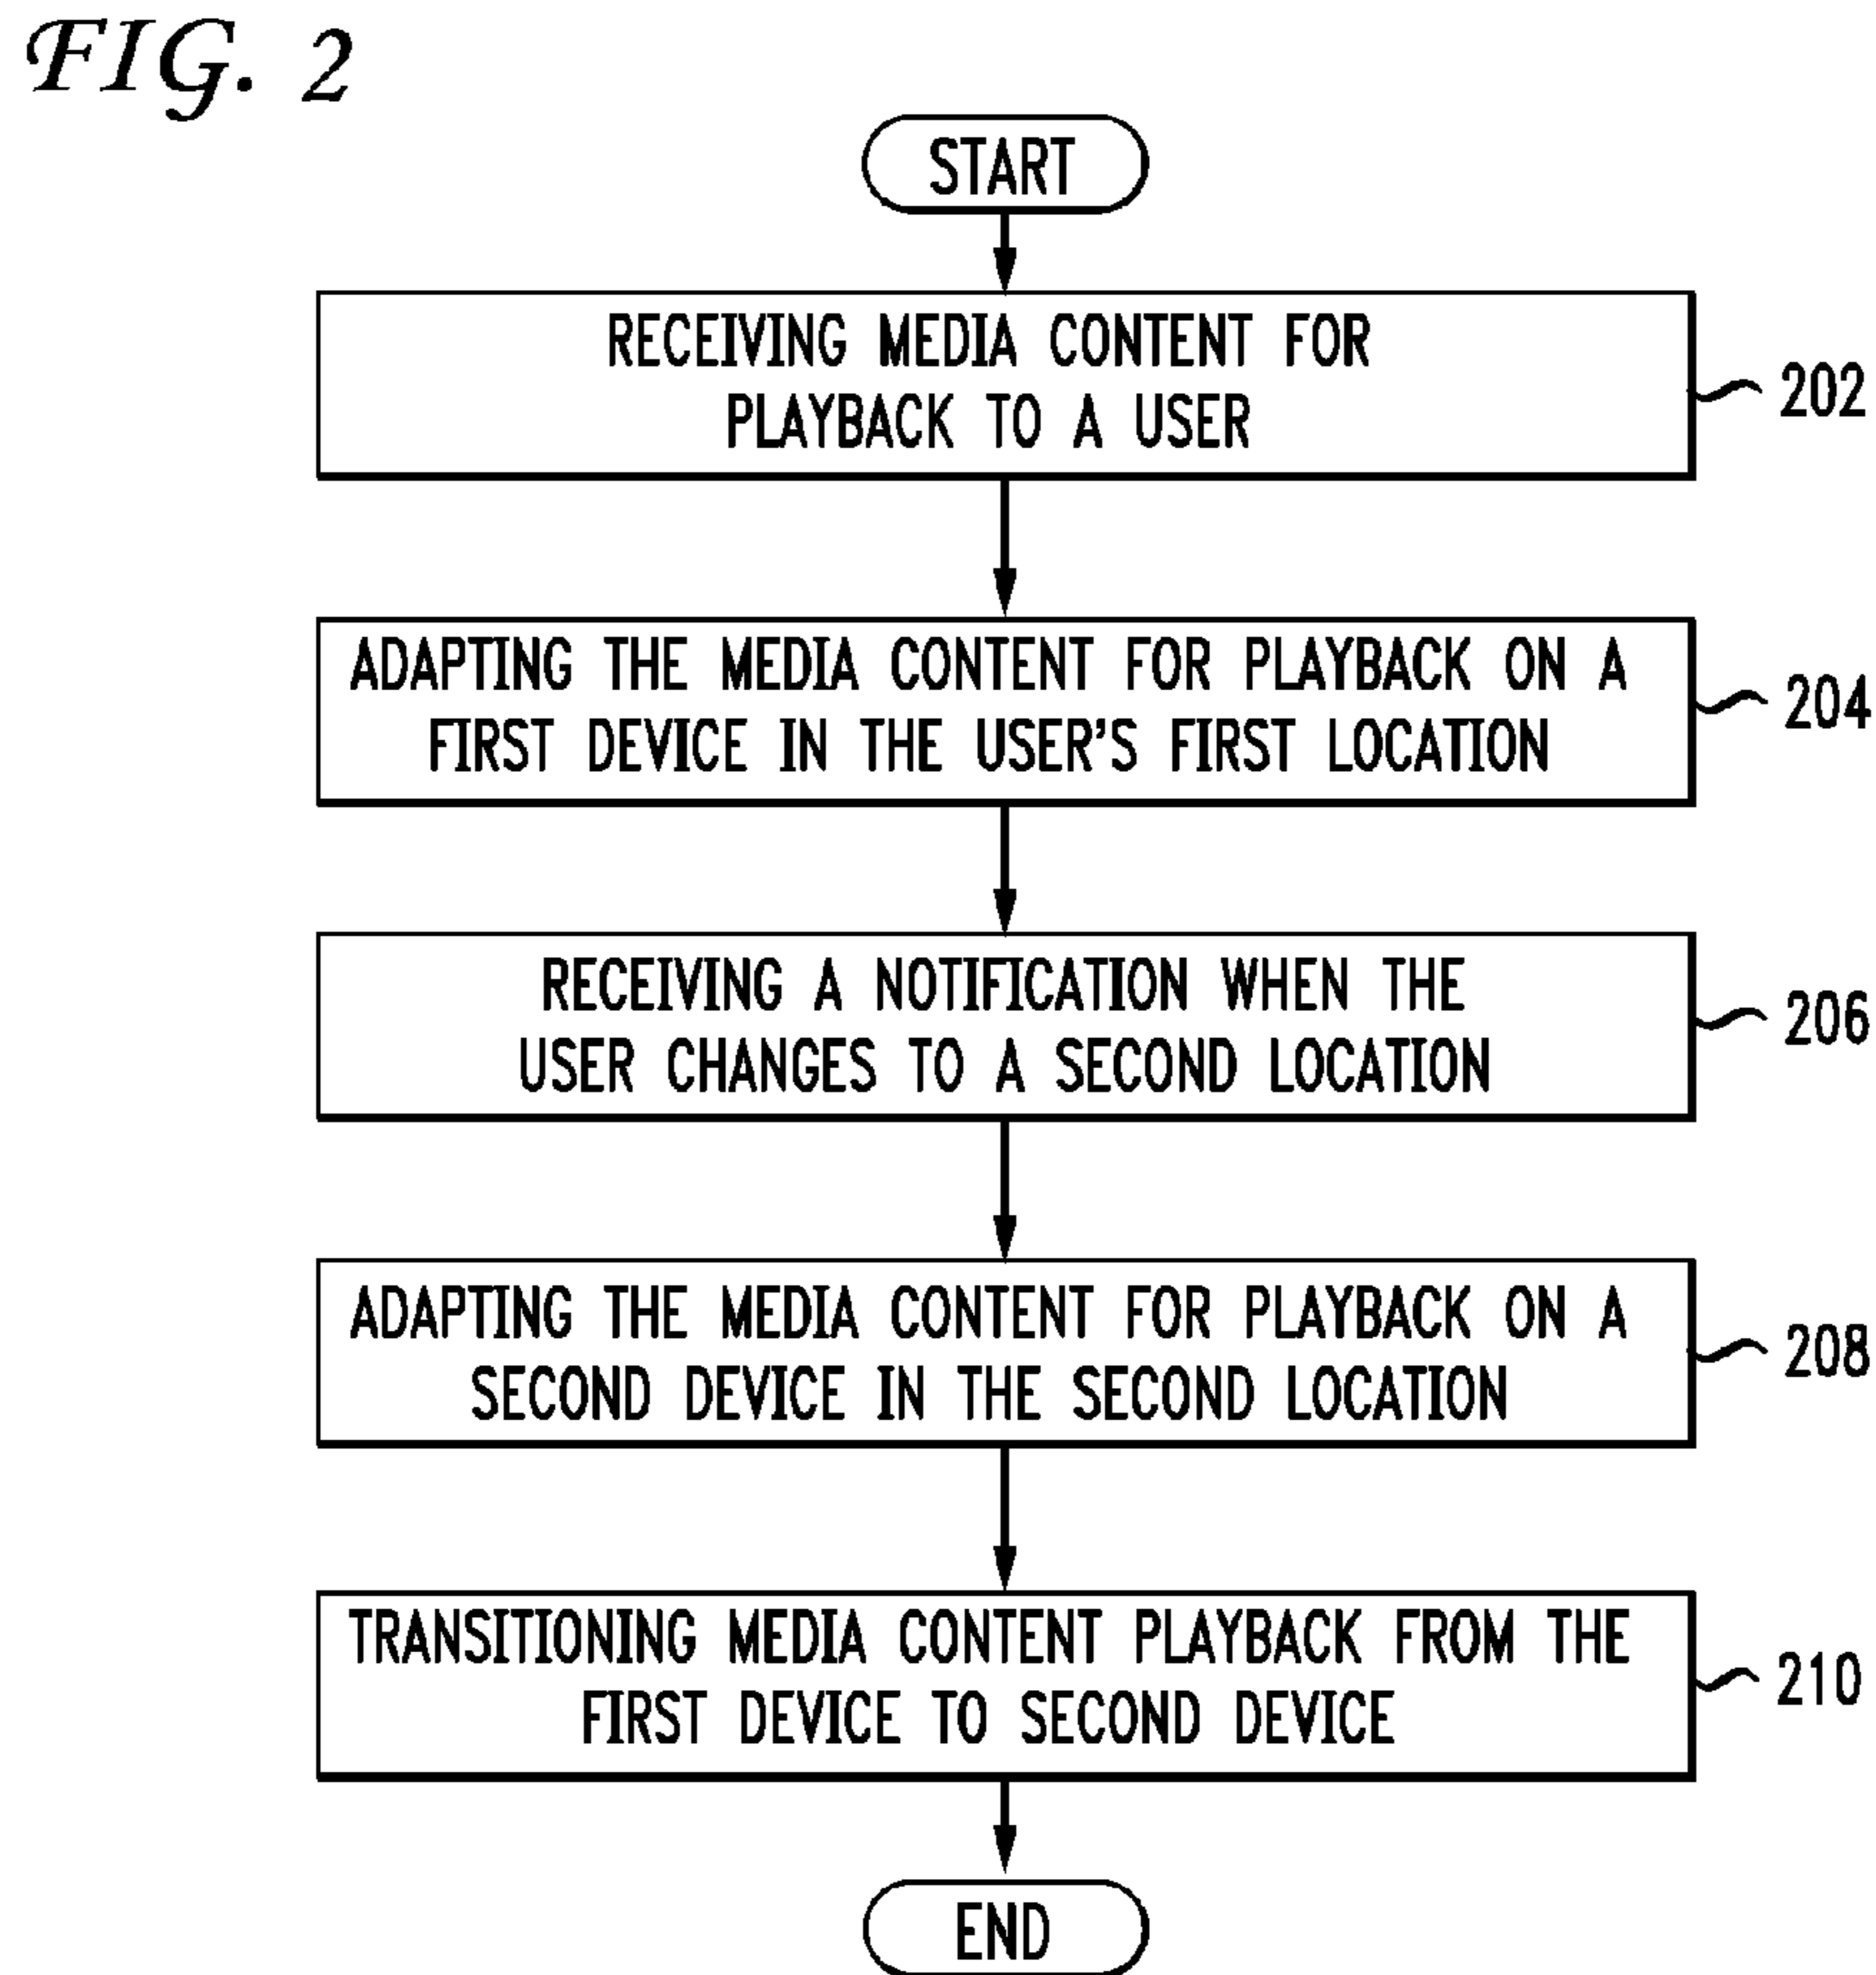 FIG. 2
START
RECEIVING MEDIA CONTENT FOR
PLAYBACK TO A USER
202
ADAPTING THE MEDIA CONTENT FOR PLAYBACK ON A
FIRST DEVICE IN THE USER'S FIRST LOCATION
204
RECEIVING A NOTIFICATION WHEN THE
USER CHANGES TO A SECOND LOCATION
206
ADAPTING THE MEDIA CONTENT FOR PLAYBACK ON A
SECOND DEVICE IN THE SECOND LOCATION
208
TRANSITIONING MEDIA CONTENT PLAYBACK FROM THE
FIRST DEVICE TO SECOND DEVICE
210
END